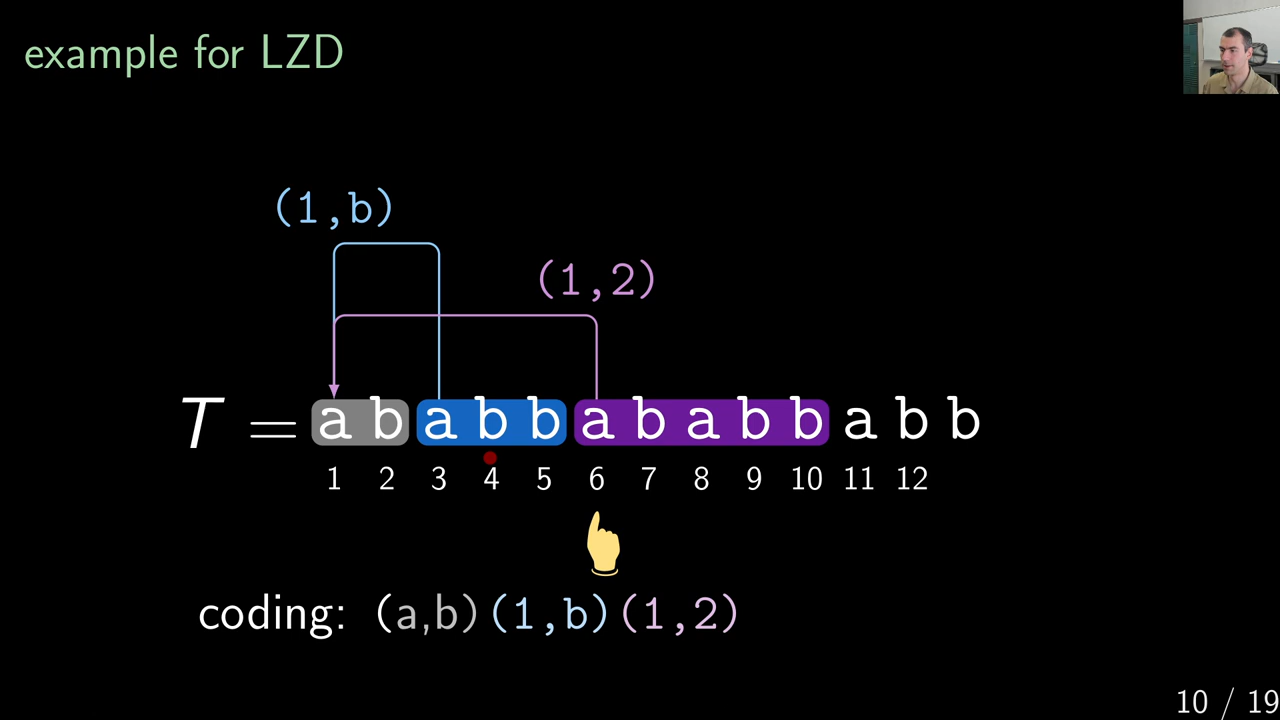 example for LZD
(1,b)
(1,2)
T = a b a b b a b a b b a b b
1 2 3 4 5 6 7 8 9 10 11 12
coding: (a,b)(1,b)(1,2)
10 / 19